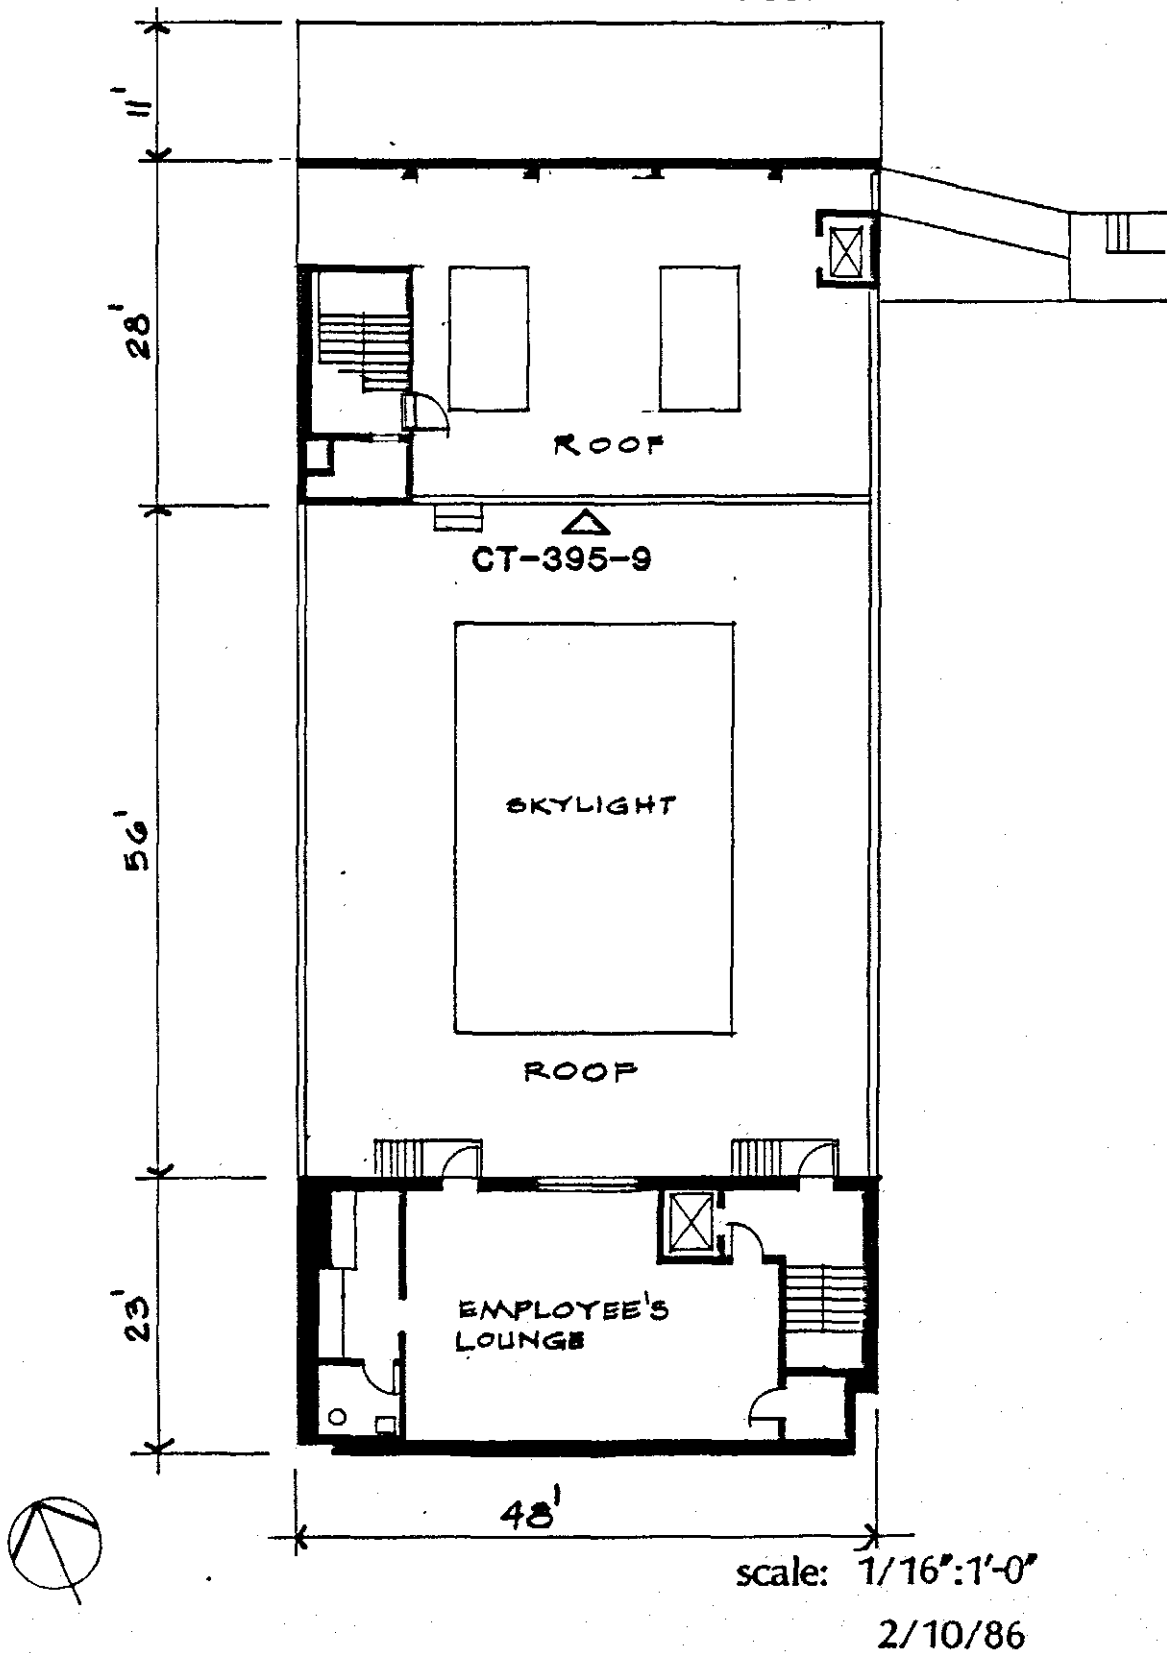 11'
28'
ROOF
CT-395-9
56'
SKYLIGHT
ROOF
23'
EMPLOYEE'S
LOUNGE
48'
scale: 1/16":1'-0"
2/10/86